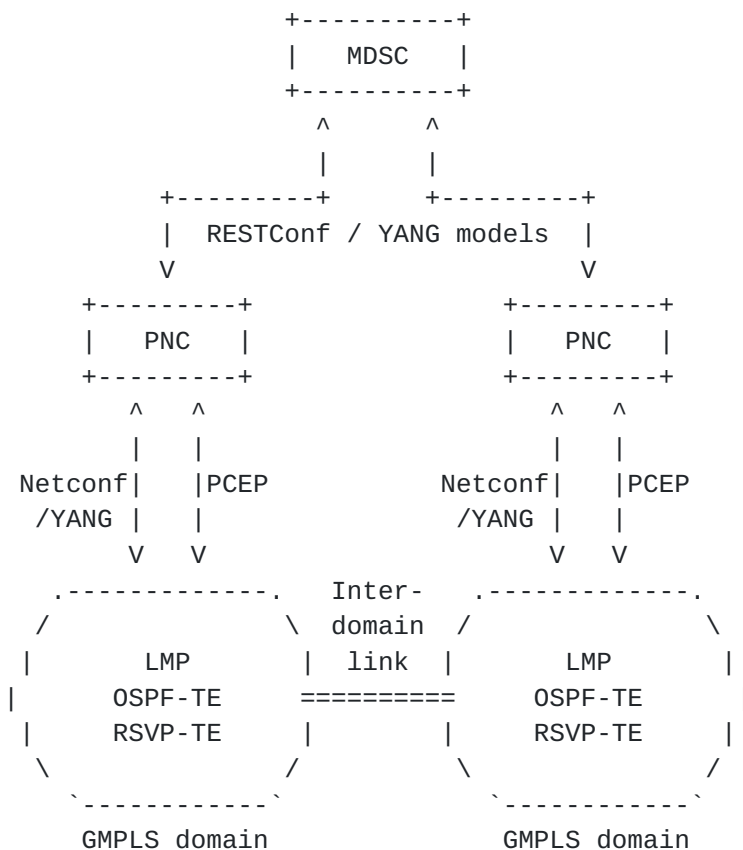 MDSC
RESTConf / YANG models
PNC PNC
Netconf PCEP Netconf PCEP
/YANG /YANG
Inter-
domain
LMP link LMP
OSPF-TE OSPF-TE
RSVP-TE RSVP-TE
GMPLS domain GMPLS domain